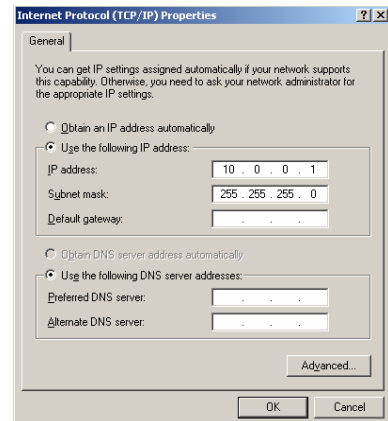 Internet Protocol (TCP/IP) Properties
General
You can get IP settings assigned automatically if your network supports
this capability. Otherwise, you need to ask your network administrator for
the appropriate IP settings.
Obtain an IP address automatically
Use the following IP address:
IP address: 10 . 0 . 0 . 1
Subnet mask: 255 . 255 . 255 . 0
Default gateway: . . .
Obtain DNS server address automatically
Use the following DNS server addresses:
Preferred DNS server: . . .
Alternate DNS server: . . .
Advanced...
OK Cancel